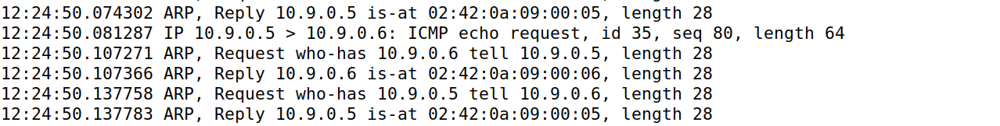 12:24:50.074302 ARP, Reply 10.9.0.5 is-at 02:42:0a:09:00:05, length 28
12:24:50.081287 IP 10.9.0.5 > 10.9.0.6: ICMP echo request, id 35, seq 80, length 64
12:24:50.107271 ARP, Request who-has 10.9.0.6 tell 10.9.0.5, length 28
12:24:50.107366 ARP, Reply 10.9.0.6 is-at 02:42:0a:09:00:06, length 28
12:24:50.137758 ARP, Request who-has 10.9.0.5 tell 10.9.0.6, length 28
12:24:50.137783 ARP, Reply 10.9.0.5 is-at 02:42:0a:09:00:05, length 28